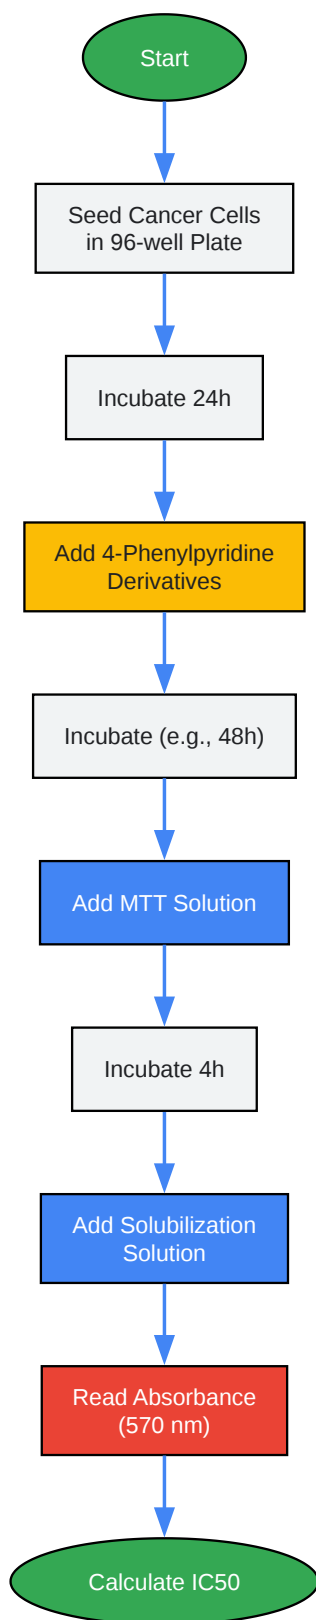 Start
Seed Cancer Cells
in 96-well Plate
Incubate 24h
Add 4-Phenylpyridine
Derivatives
Incubate (e.g., 48h)
Add MTT Solution
Incubate 4h
Add Solubilization
Solution
Read Absorbance
(570 nm)
Calculate IC50